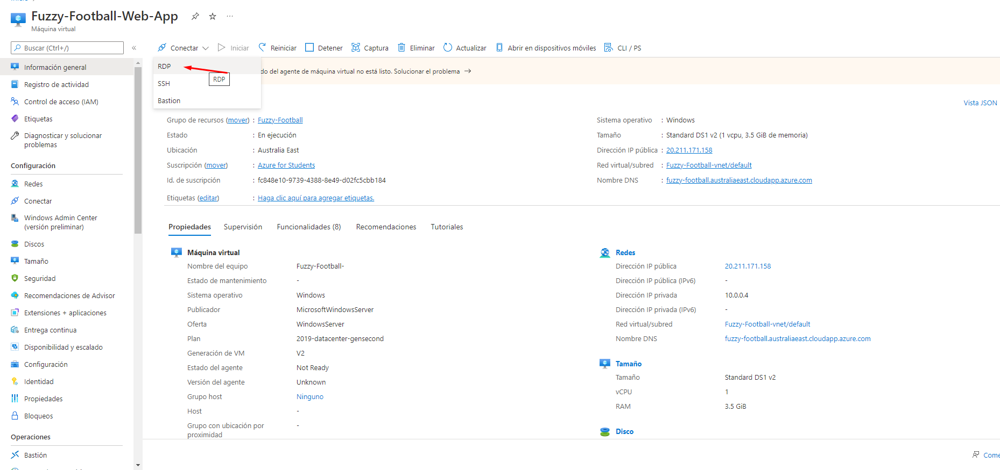 Fuzzy-Football-Web-App
Máquina virtual
Buscar (Ctrl+/)
Conectar
Iniciar
Reiniciar
Detener
Captura
Eliminar
Actualizar
Abrir en dispositivos móviles
CLI / PS
RDP
SSH
Bastion
RDP
do del agente de máquina virtual no está listo. Solucionar el problema
Vista JSON
Información general
Registro de actividad
Control de acceso (IAM)
Etiquetas
Diagnosticar y solucionar
problemas
Configuración
Redes
Conectar
Windows Admin Center
(versión preliminar)
Discos
Tamaño
Seguridad
Recomendaciones de Advisor
Extensiones + aplicaciones
Entrega continua
Disponibilidad y escalado
Configuración
Identidad
Propiedades
Bloqueos
Operaciones
Bastión
Grupo de recursos (mover) : Fuzzy-Football
Estado : En ejecución
Ubicación : Australia East
Suscripción (mover) : Azure for Students
Id. de suscripción : fc848e10-9739-4388-8e49-d02fc5cbb184
Etiquetas (editar) : Haga clic aquí para agregar etiquetas.
Sistema operativo : Windows
Tamaño : Standard DS1 v2 (1 vcpu, 3.5 GiB de memoria)
Dirección IP pública : 20.211.171.158
Red virtual/subred : Fuzzy-Football-vnet/default
Nombre DNS : fuzzy-football.australiaeast.cloudapp.azure.com
Propiedades Supervisión Funcionalidades (8) Recomendaciones Tutoriales
Máquina virtual
Nombre del equipo Fuzzy-Football-
Estado de mantenimiento -
Sistema operativo Windows
Publicador MicrosoftWindowsServer
Oferta WindowsServer
Plan 2019-datacenter-gensecond
Generación de VM V2
Estado del agente Not Ready
Versión del agente Unknown
Grupo host Ninguno
Host -
Grupo con ubicación por -
proximidad
Redes
Dirección IP pública 20.211.171.158
Dirección IP pública (IPv6) -
Dirección IP privada 10.0.0.4
Dirección IP privada (IPv6) -
Red virtual/subred Fuzzy-Football-vnet/default
Nombre DNS fuzzy-football.australiaeast.cloudapp.azure.com
Tamaño
Tamaño Standard DS1 v2
vCPU 1
RAM 3.5 GiB
Disco
Come